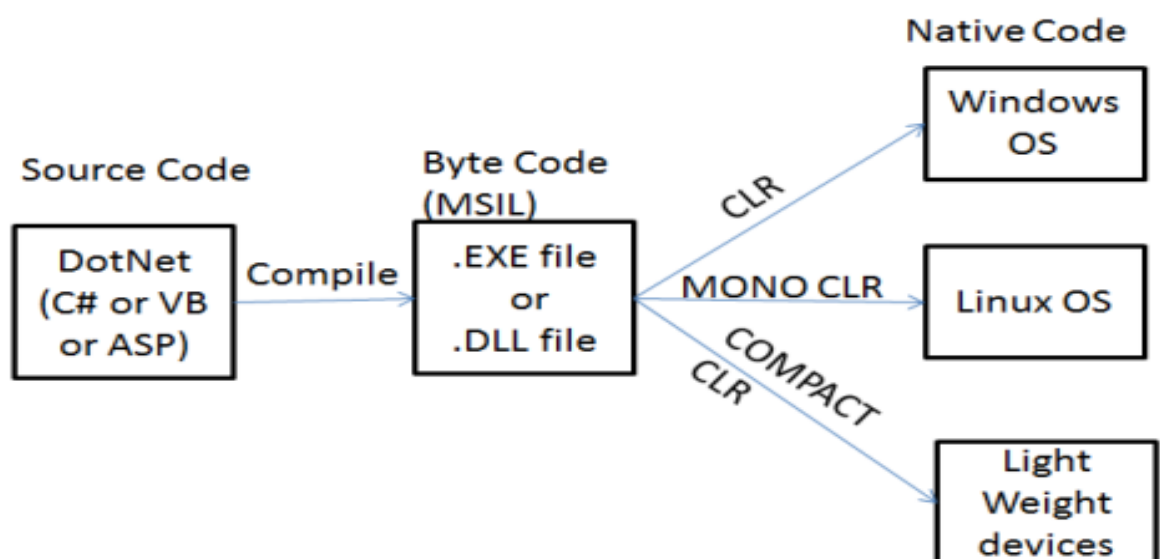 Native Code
Windows
OS
Source Code
DotNet
(C# or VB
or ASP)
Compile
Byte Code
(MSIL)
.EXE file
or
.DLL file
CLR
MONO CLR
Linux OS
COMPACT
CLR
Light
Weight
devices